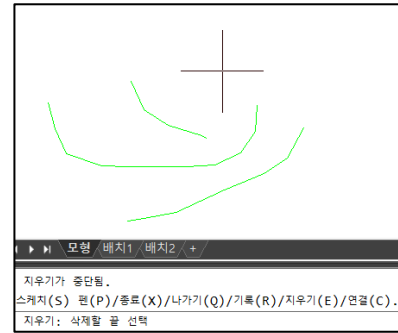 모형 배치1 배치2 +
지우기가 중단됨.
스케치(S) 펜(P)/종료(X)/나가기(Q)/기록(R)/지우기(E)/연결(C).
지우기: 삭제할 끝 선택